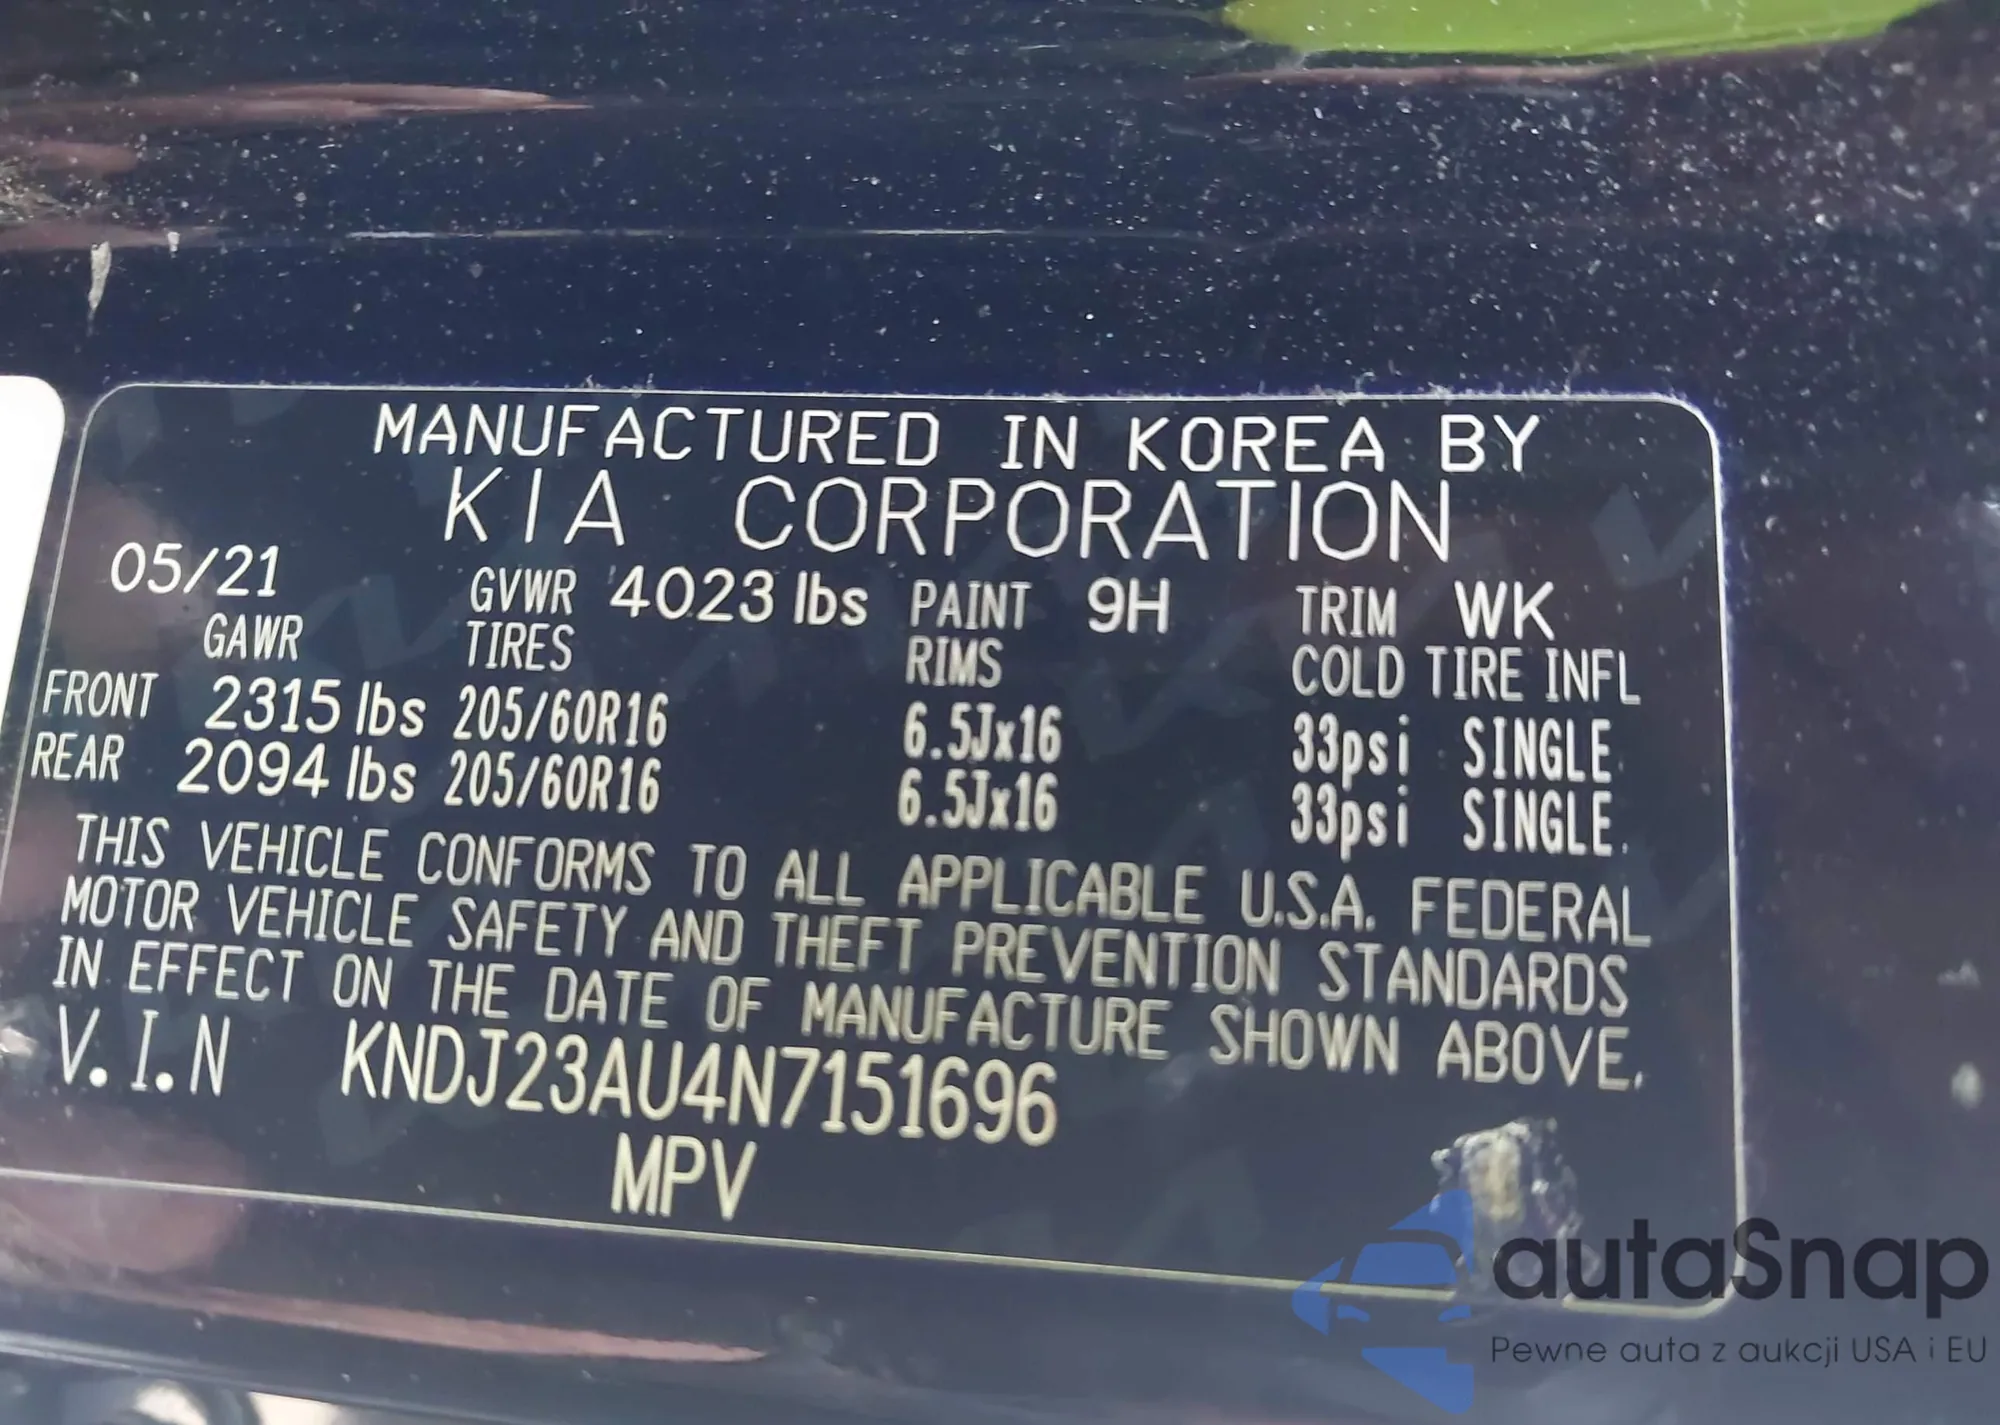 MANUFACTURED IN KOREA BY
KIA CORPORATION
05/21 GVWR 4023 lbs PAINT 9H TRIM WK
GAWR TIRES RIMS COLD TIRE INFL
FRONT 2315 lbs 205/60R16 6.5Jx16 33psi SINGLE
REAR 2094 lbs 205/60R16 6.5Jx16 33psi SINGLE
THIS VEHICLE CONFORMS TO ALL APPLICABLE U.S.A. FEDERAL
MOTOR VEHICLE SAFETY AND THEFT PREVENTION STANDARDS
IN EFFECT ON THE DATE OF MANUFACTURE SHOWN ABOVE.
V.I.N KNDJ23AU4N7151696
MPV
autaSnap
Pewne auta z aukcji USA i EU